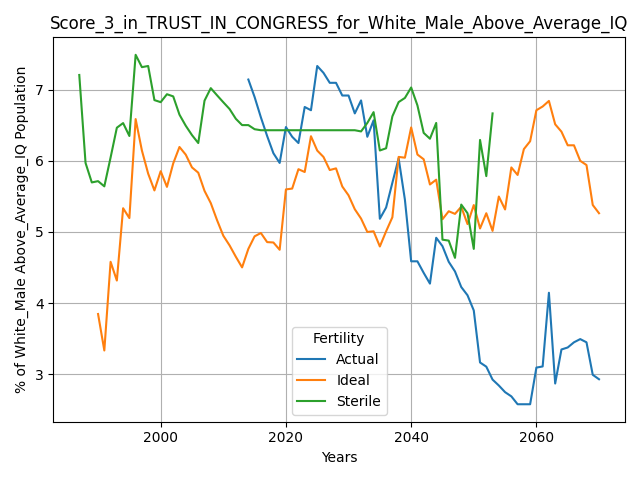 Score_3_in_TRUST_IN_CONGRESS_for_White_Male_Above_Average_IQ
% of White_Male Above_Average_IQ Population
7
6
5
4
3
Fertility
Actual
Ideal
Sterile
2000
2020
2040
2060
Years